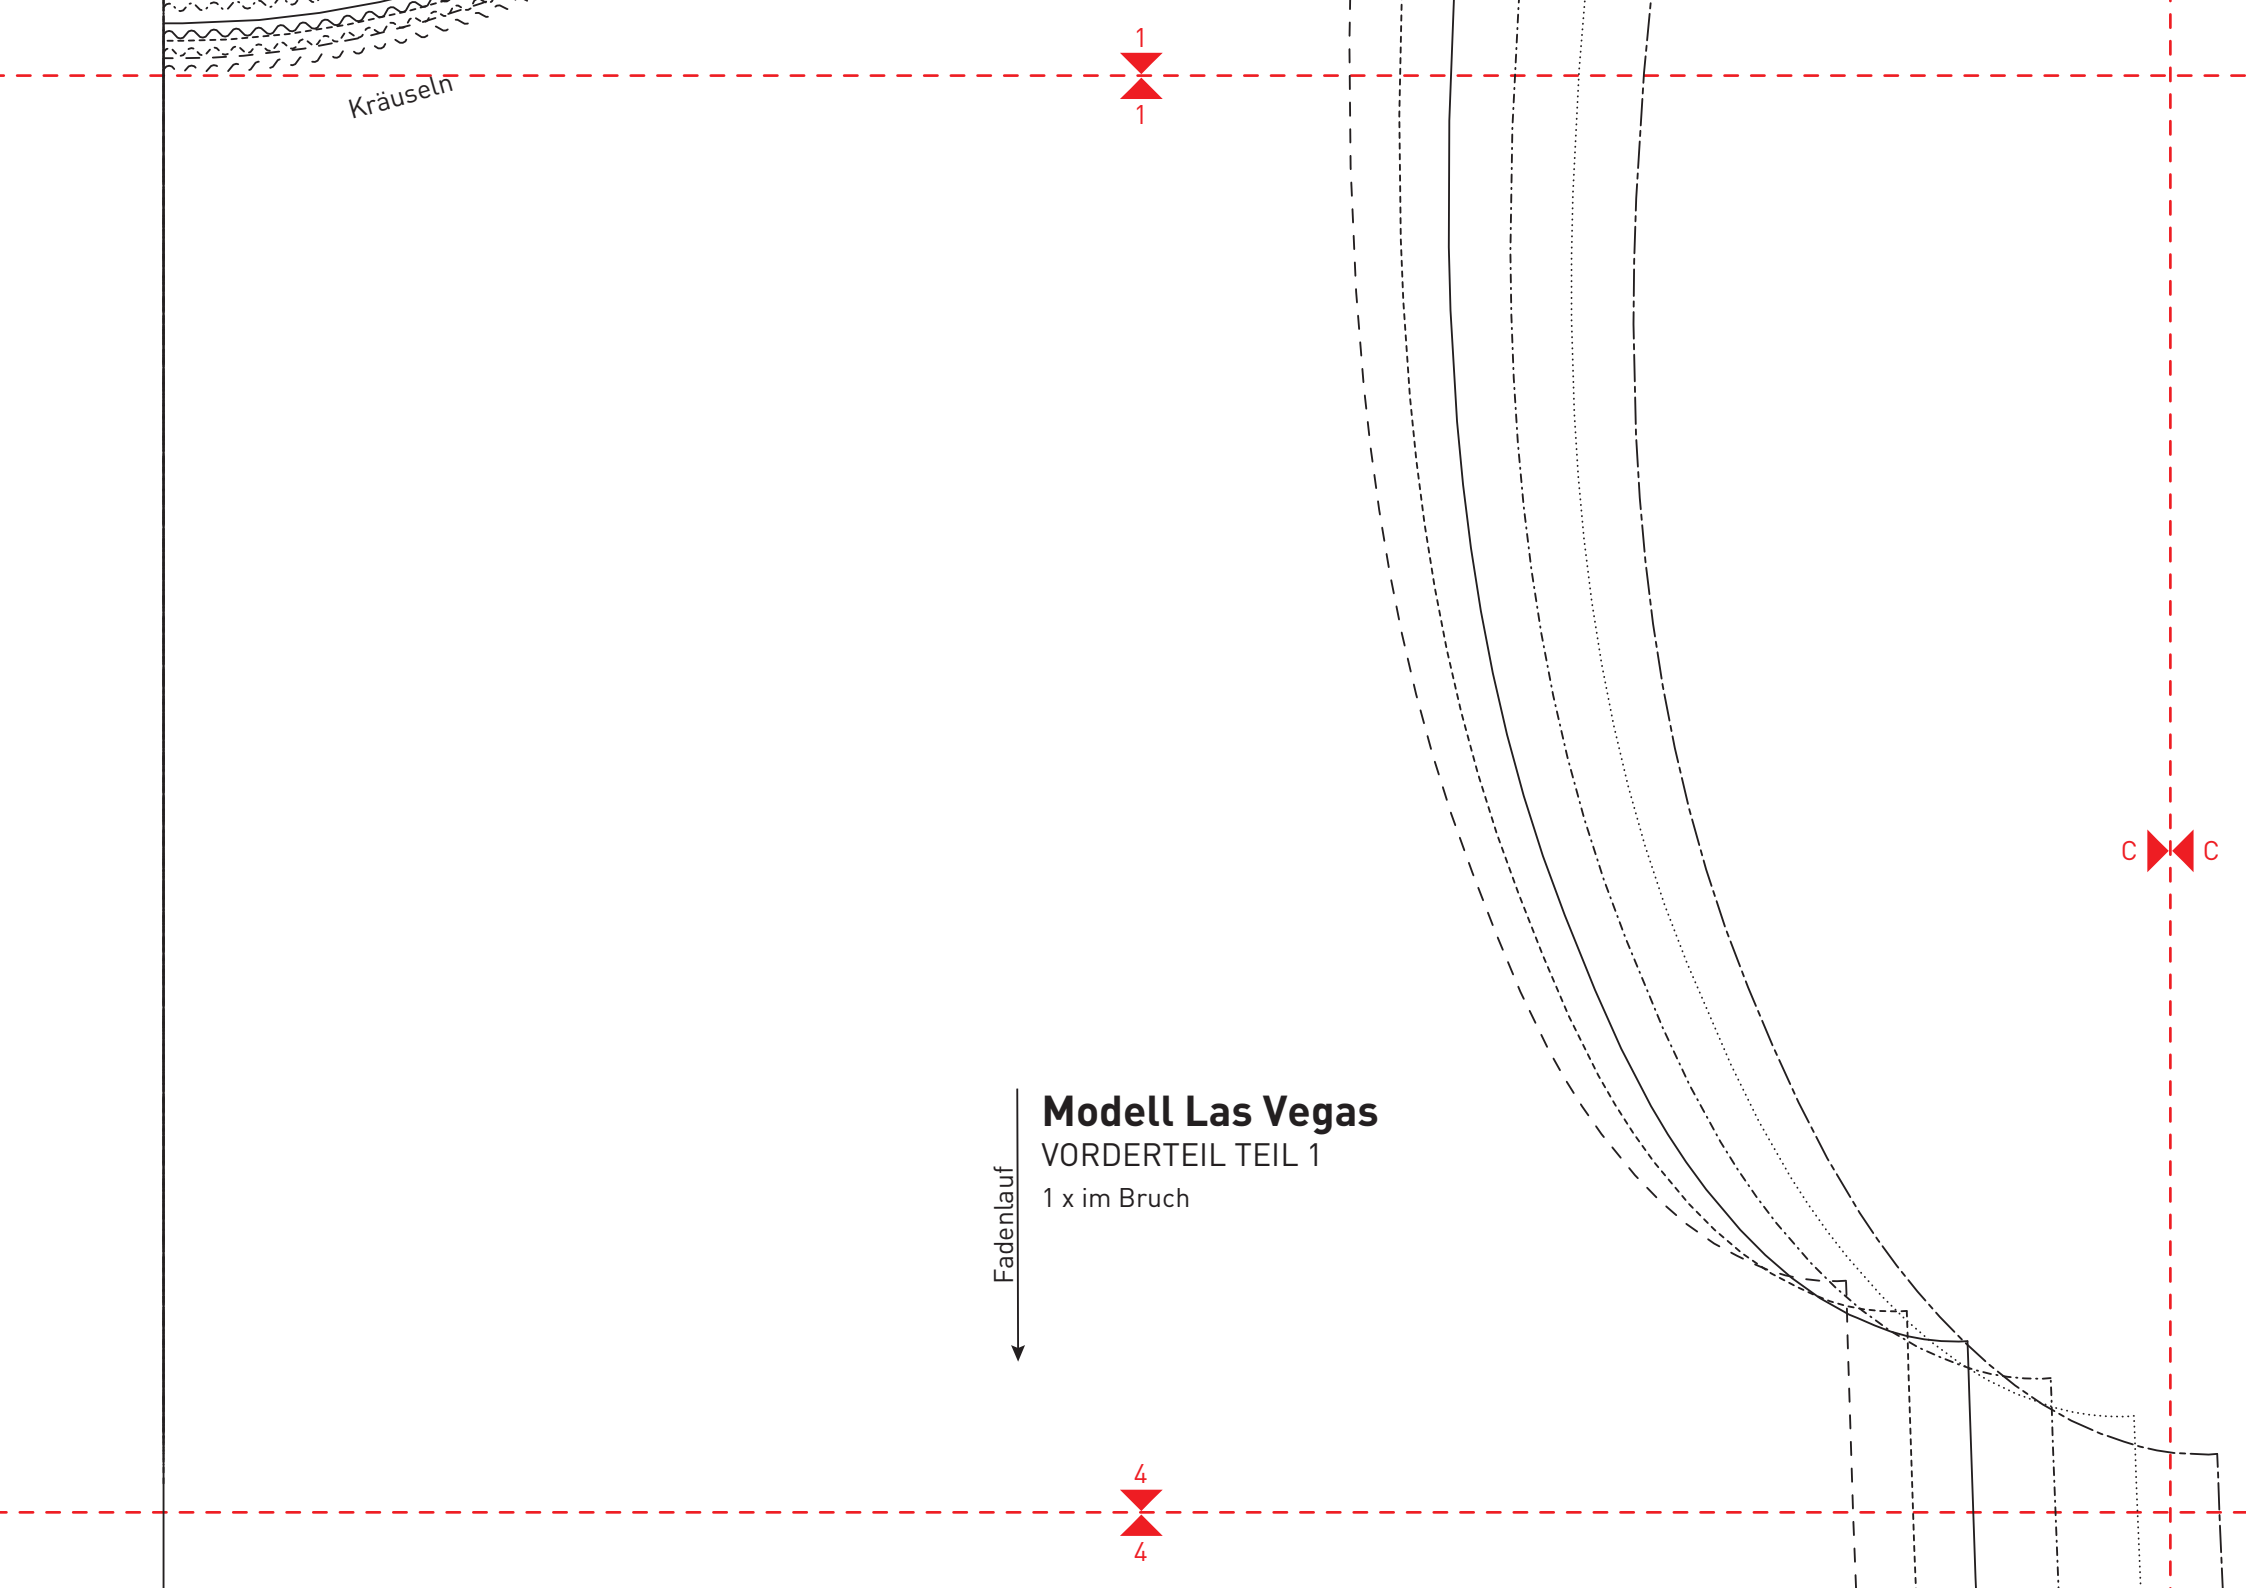 1
1
Kräuseln
C C
Modell Las Vegas
VORDERTEIL TEIL 1
1 x im Bruch
Fadenlauf
4
4